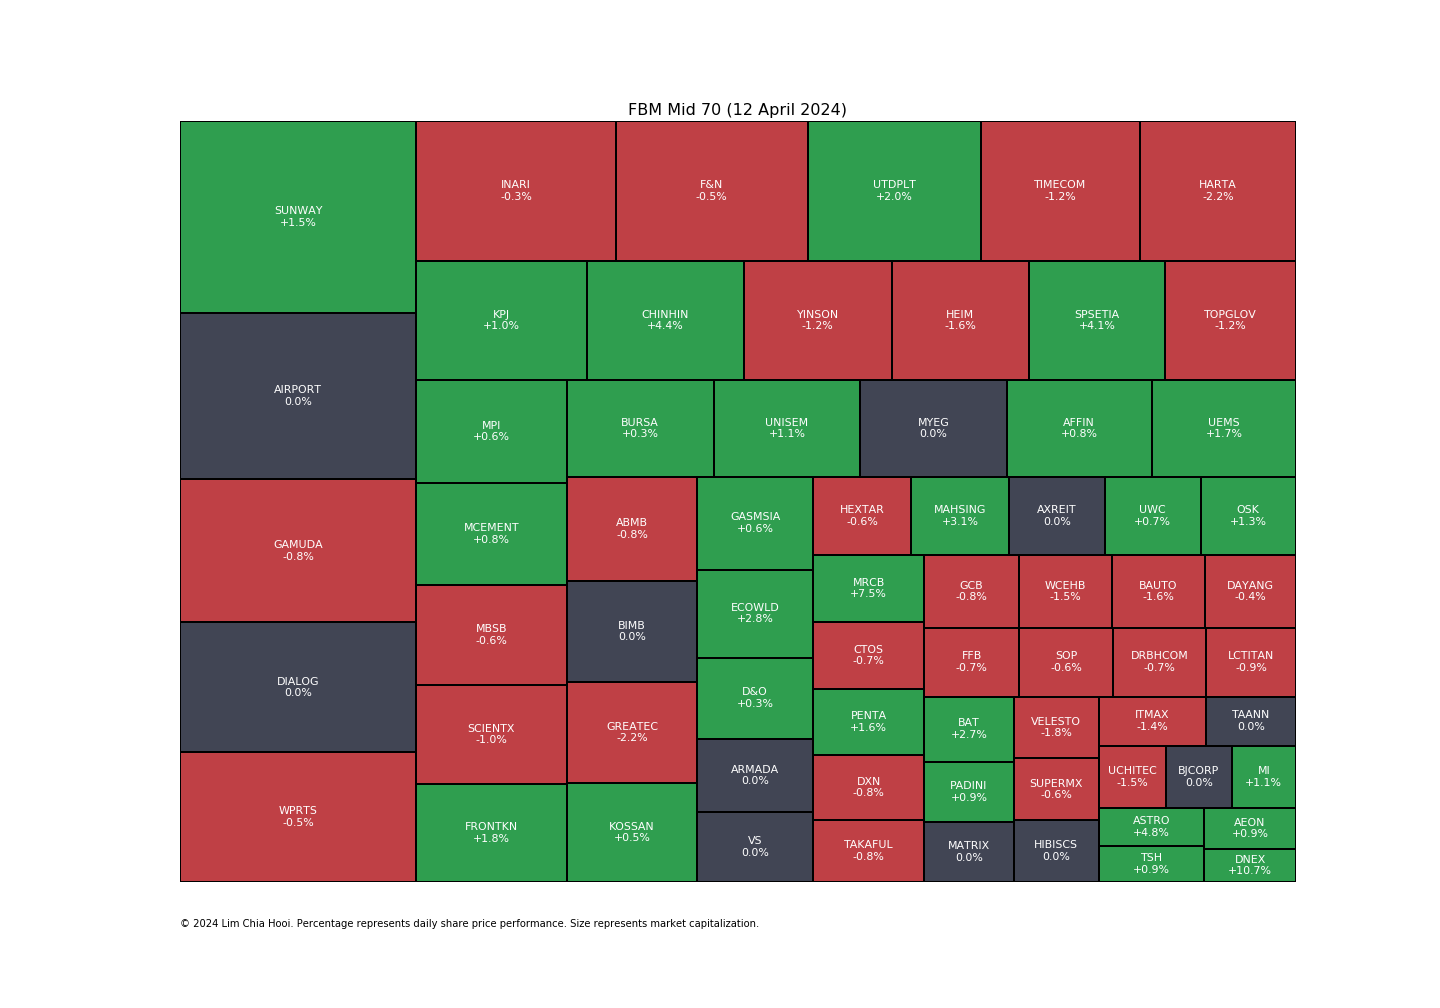 FBM Mid 70 (12 April 2024)
SUNWAY
+1.5%
AIRPORT
0.0%
GAMUDA
-0.8%
DIALOG
0.0%
WPRTS
-0.5%
INARI
-0.3%
F&N
-0.5%
UTDPLT
+2.0%
TIMECOM
-1.2%
HARTA
-2.2%
KPJ
+1.0%
CHINHIN
+4.4%
YINSON
-1.2%
HEIM
-1.6%
SPSETIA
+4.1%
TOPGLOV
-1.2%
MPI
+0.6%
MCEMENT
+0.8%
MBSB
-0.6%
SCIENTX
-1.0%
FRONTKN
+1.8%
BURSA
+0.3%
UNISEM
+1.1%
MYEG
0.0%
AFFIN
+0.8%
UEMS
+1.7%
ABMB
-0.8%
BIMB
0.0%
GREATEC
-2.2%
KOSSAN
+0.5%
GASMSIA
+0.6%
ECOWLD
+2.8%
D&O
+0.3%
ARMADA
0.0%
VS
0.0%
HEXTAR
-0.6%
MAHSING
+3.1%
AXREIT
0.0%
UWC
+0.7%
OSK
+1.3%
MRCB
+7.5%
CTOS
-0.7%
PENTA
+1.6%
DXN
-0.8%
TAKAFUL
-0.8%
GCB
-0.8%
WCEHB
-1.5%
BAUTO
-1.6%
DAYANG
-0.4%
FFB
-0.7%
SOP
-0.6%
DRBHCOM
-0.7%
LCTITAN
-0.9%
BAT
+2.7%
PADINI
+0.9%
MATRIX
0.0%
VELESTO
-1.8%
SUPERMX
-0.6%
HIBISCS
0.0%
ITMAX
-1.4%
TAANN
0.0%
UCHITEC
-1.5%
BJCORP
0.0%
MI
+1.1%
ASTRO
+4.8%
TSH
+0.9%
AEON
+0.9%
DNEX
+10.7%
© 2024 Lim Chia Hooi. Percentage represents daily share price performance. Size represents market capitalization.